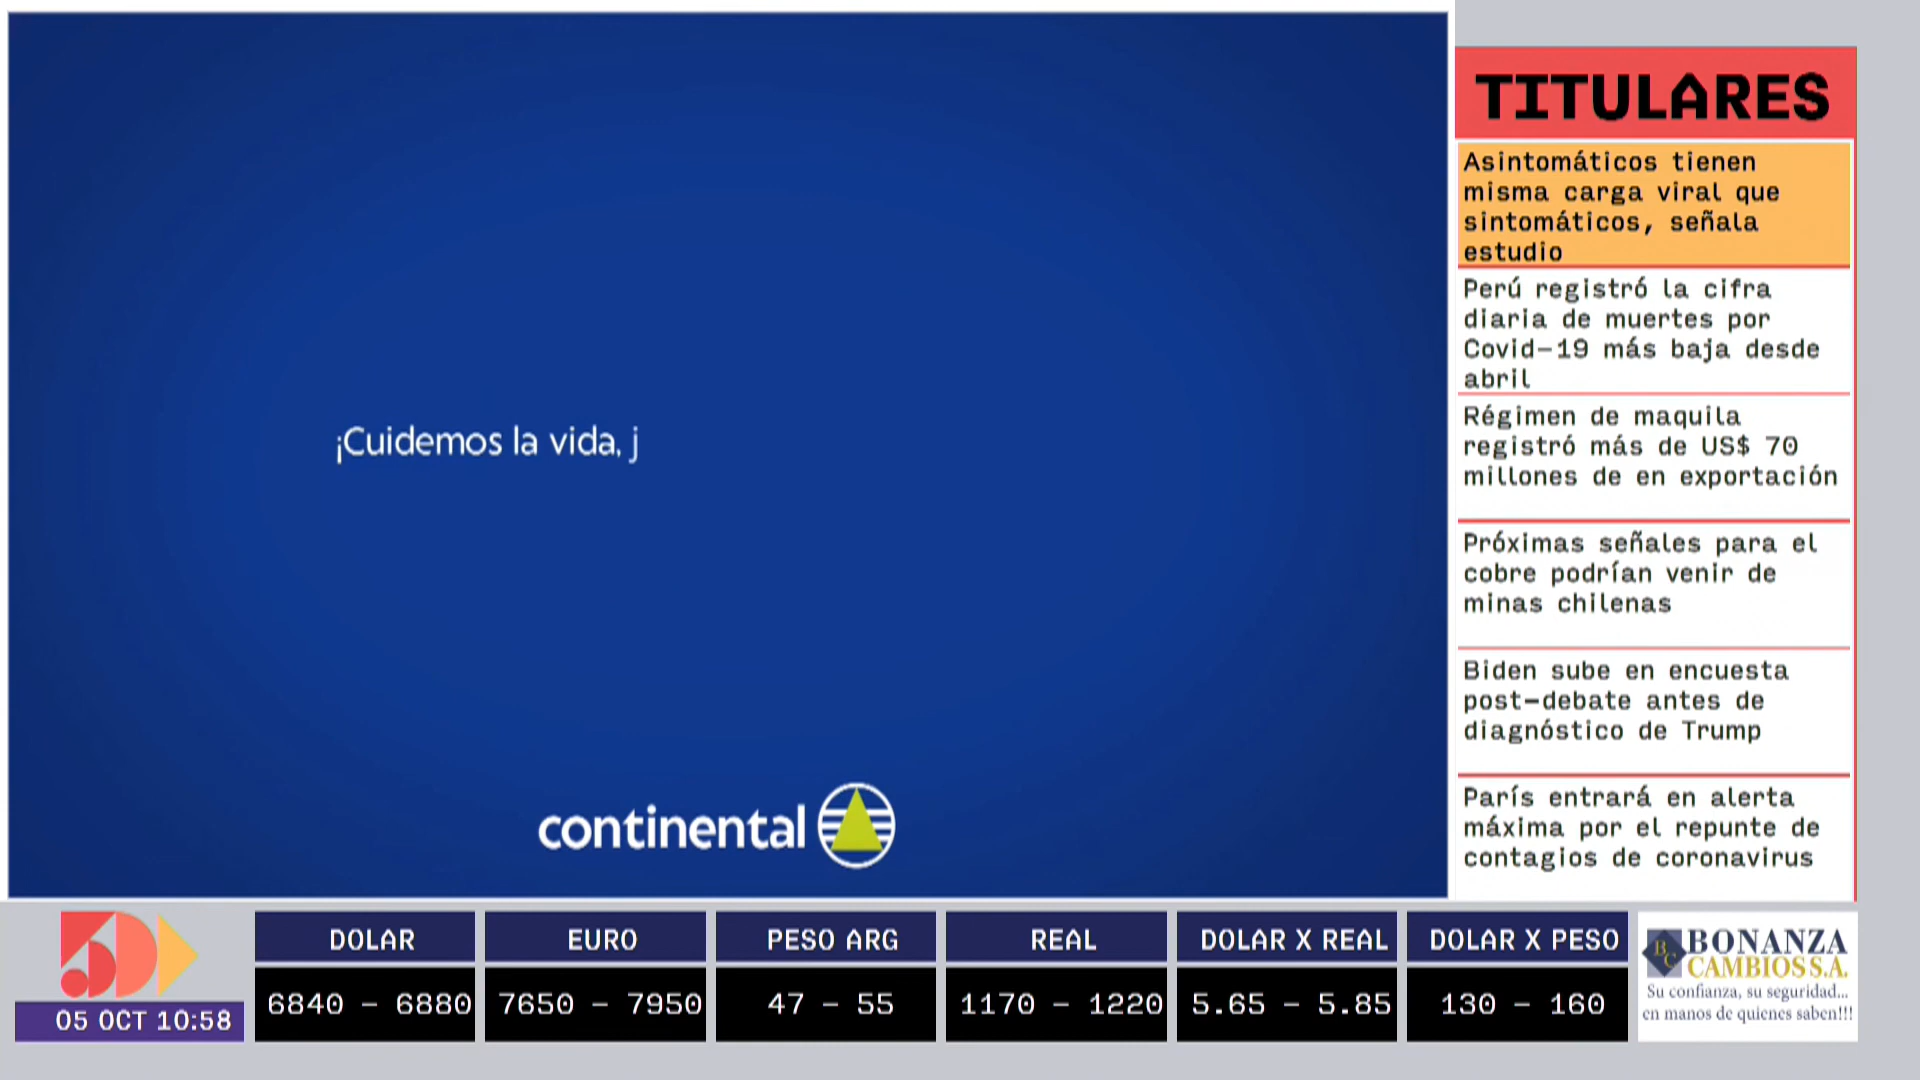 ¡Cuidemos la vida, j
continental
TITULARES
Asintomáticos tienen
misma carga viral que
sintomáticos, señala
estudio
Perú registró la cifra
diaria de muertes por
Covid-19 más baja desde
abril
Régimen de maquila
registró más de US$ 70
millones de en exportación
Próximas señales para el
cobre podrían venir de
minas chilenas
Biden sube en encuesta
post-debate antes de
diagnóstico de Trump
París entrará en alerta
máxima por el repunte de
contagios de coronavirus
5D
05 OCT 10:58
DOLAR
6840 - 6880
EURO
7650 - 7950
PESO ARG
47 - 55
REAL
1170 - 1220
DOLAR X REAL
5.65 - 5.85
DOLAR X PESO
130 - 160
BC
BONANZA
CAMBIOS S.A.
Su confianza, su seguridad...
en manos de quienes saben!!!